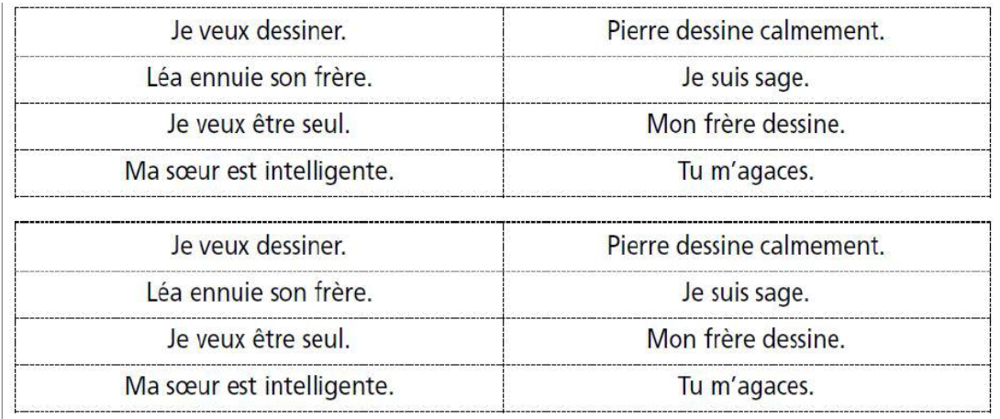 Je veux dessiner. Pierre dessine calmement.
Léa ennuie son frère. Je suis sage.
Je veux être seul. Mon frère dessine.
Ma sœur est intelligente. Tu m’agaces.
Je veux dessiner. Pierre dessine calmement.
Léa ennuie son frère. Je suis sage.
Je veux être seul. Mon frère dessine.
Ma sœur est intelligente. Tu m’agaces.